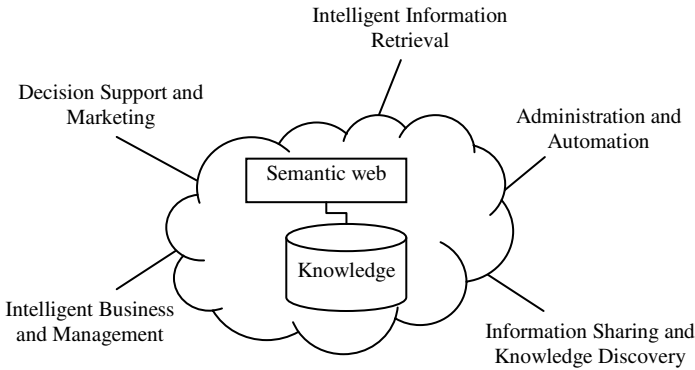 Intelligent Information
Retrieval
Decision Support and
Marketing
Administration and
Automation
Semantic web
Knowledge
Intelligent Business
and Management
Information Sharing and
Knowledge Discovery